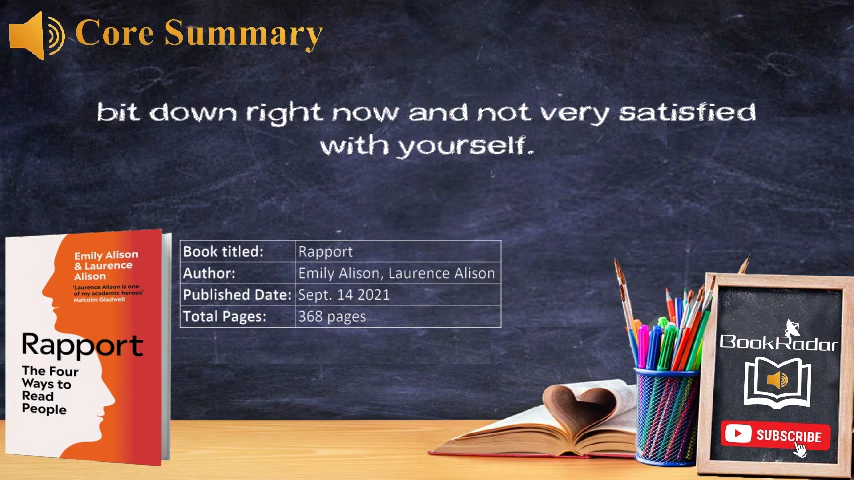 Core Summary
bit down right now and not very satisfied
with yourself.
Emily Alison
& Laurence
Alison
'Laurence Alison is one
of my academic heroes'
Malcolm Gladwell
Rapport
The Four
Ways to
Read
People
Book titled: Rapport
Author: Emily Alison, Laurence Alison
Published Date: Sept. 14 2021
Total Pages: 368 pages
BookRadar
SUBSCRIBE